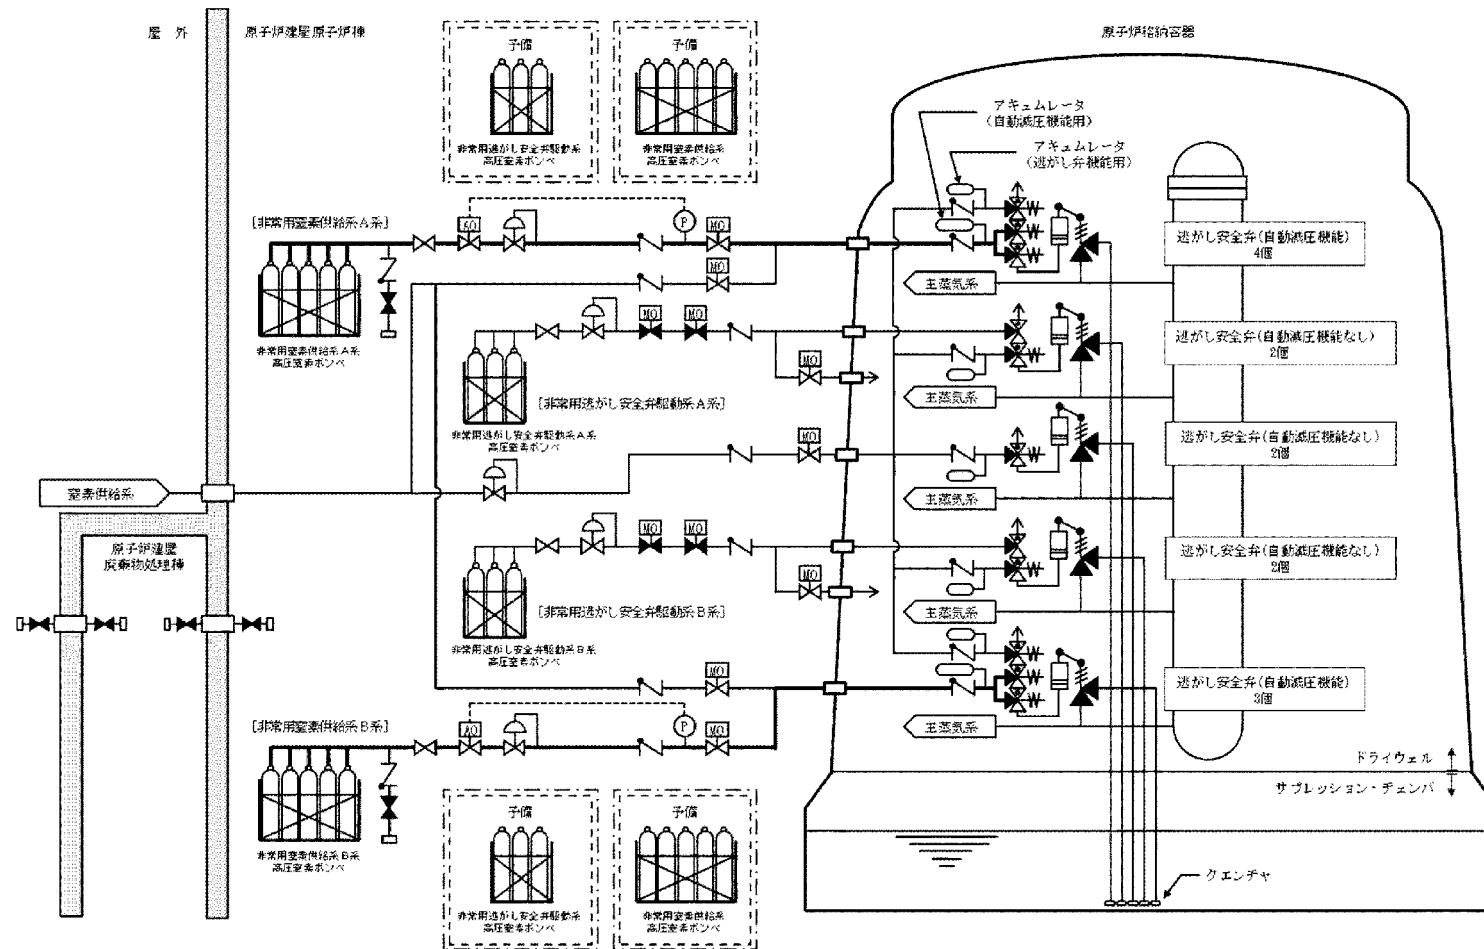 屋　外
原子炉建屋原子炉棟
原子炉格納容器
予備
非常用逃がし安全弁駆動系
高圧窒素ボンベ
予備
非常用窒素供給系
高圧窒素ボンベ
アキュムレータ
(自動減圧機能用)
アキュムレータ
(逃がし弁機能用)
[非常用窒素供給系A系]
AO
P
MO
MO
非常用窒素供給系A系
高圧窒素ボンベ
逃がし安全弁(自動減圧機能)
4個
主蒸気系
MO
MO
MO
[非常用逃がし安全弁駆動系A系]
非常用逃がし安全弁駆動系A系
高圧窒素ボンベ
逃がし安全弁(自動減圧機能なし)
2個
主蒸気系
MO
逃がし安全弁(自動減圧機能なし)
2個
主蒸気系
窒素供給系
原子炉建屋
廃棄物処理棟
MO
MO
MO
[非常用逃がし安全弁駆動系B系]
非常用逃がし安全弁駆動系B系
高圧窒素ボンベ
逃がし安全弁(自動減圧機能なし)
2個
主蒸気系
MO
逃がし安全弁(自動減圧機能)
3個
主蒸気系
[非常用窒素供給系B系]
AO
P
MO
非常用窒素供給系B系
高圧窒素ボンベ
ドライウェル
サプレッション・チェンバ
予備
非常用逃がし安全弁駆動系
高圧窒素ボンベ
予備
非常用窒素供給系
高圧窒素ボンベ
クエンチャ